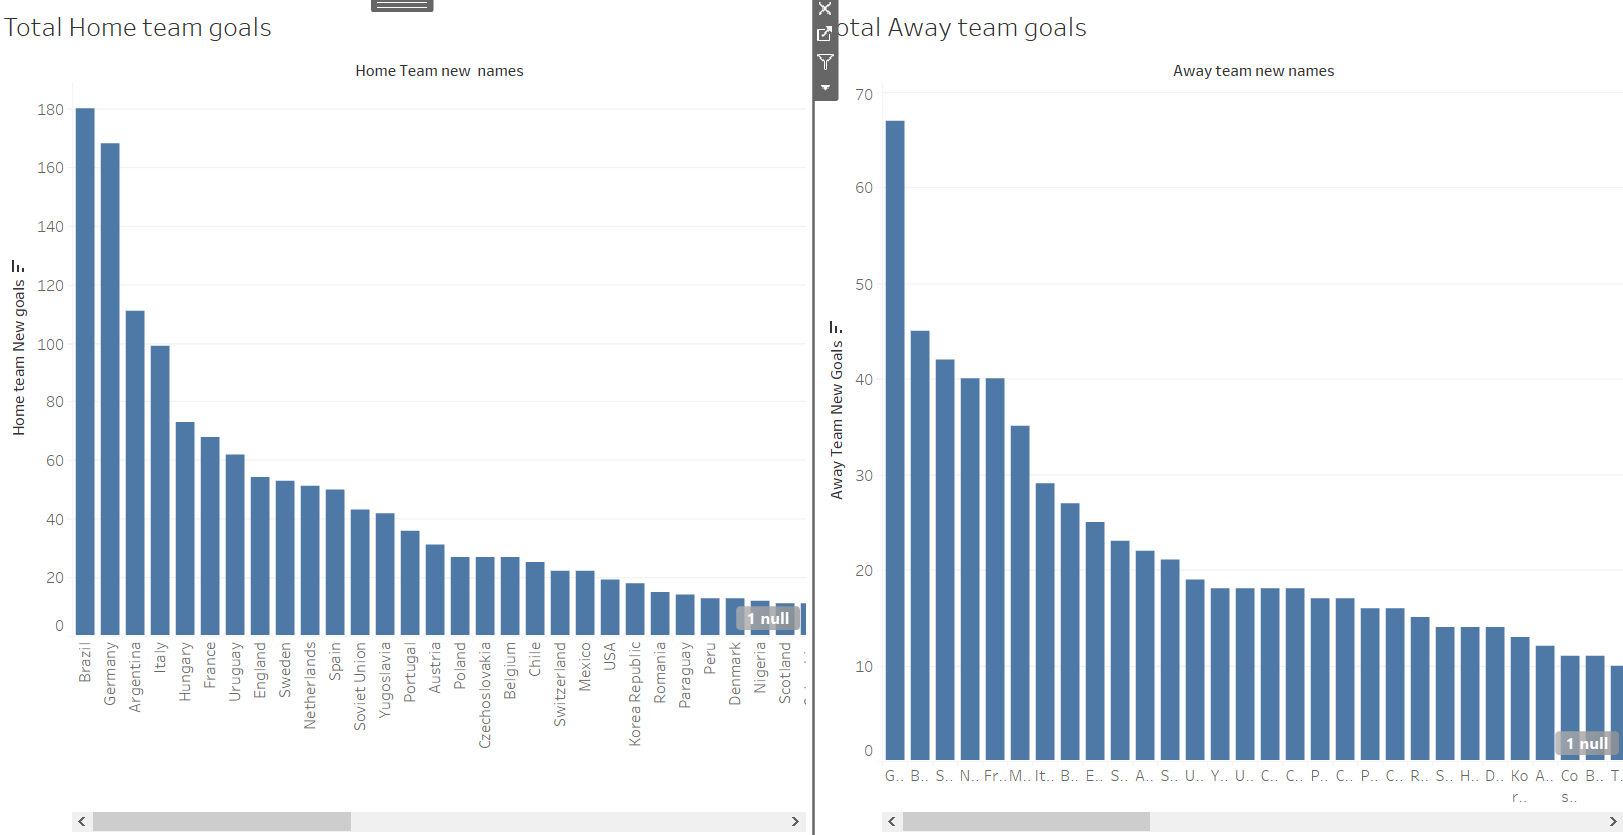 Total Home team goals
Home Team new  names
Home team New goals
180
160
140
120
100
80
60
40
20
0
1 null
Brazil
Germany
Argentina
Italy
Hungary
France
Uruguay
England
Sweden
Netherlands
Spain
Soviet Union
Yugoslavia
Portugal
Austria
Poland
Czechoslovakia
Belgium
Chile
Switzerland
Mexico
USA
Korea Republic
Romania
Paraguay
Peru
Denmark
Nigeria
Scotland
otal Away team goals
Away team new names
Away Team New Goals
70
60
50
40
30
20
10
0
1 null
G..
B..
S..
N..
Fr..
M..
It..
B..
E..
S..
A..
S..
U..
Y..
U..
C..
C..
P..
C..
P..
C..
R..
S..
H..
D..
Ko
r..
A..
Co
s..
B..
T.